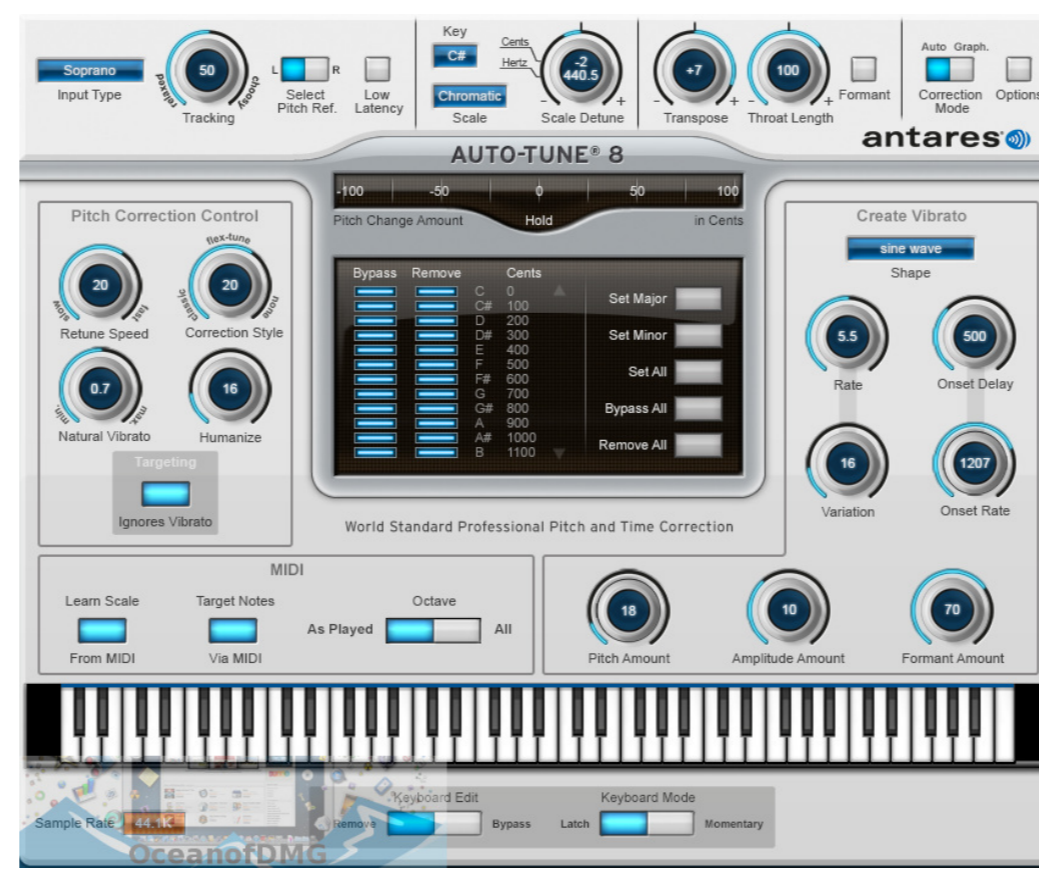 Soprano
Input Type
relaxed
50
choosy
Tracking
L R
Select
Pitch Ref.
Low
Latency
Key
C#
Chromatic
Scale
Cents
Hertz
-2
440.5
- +
Scale Detune
+7
- +
Transpose
100
- +
Throat Length
Formant
Auto Graph.
Correction
Mode
Options
antares
AUTO-TUNE® 8
-100 -50 0 50 100
Pitch Change Amount Hold in Cents
Pitch Correction Control
slow
20
fast
Retune Speed
flex-tune
classic
20
none
Correction Style
min.
0.7
max.
Natural Vibrato
16
Humanize
Targeting
Ignores Vibrato
Bypass Remove Cents
C 0
C# 100
D 200
D# 300
E 400
F 500
F# 600
G 700
G# 800
A 900
A# 1000
B 1100
Set Major
Set Minor
Set All
Bypass All
Remove All
World Standard Professional Pitch and Time Correction
Create Vibrato
sine wave
Shape
5.5
Rate
500
Onset Delay
16
Variation
1207
Onset Rate
MIDI
Learn Scale
From MIDI
Target Notes
Via MIDI
Octave
As Played All
18
Pitch Amount
10
Amplitude Amount
70
Formant Amount
Sample Rate 44.1K
Keyboard Edit
Remove Bypass
Keyboard Mode
Latch Momentary
OceanofDMG